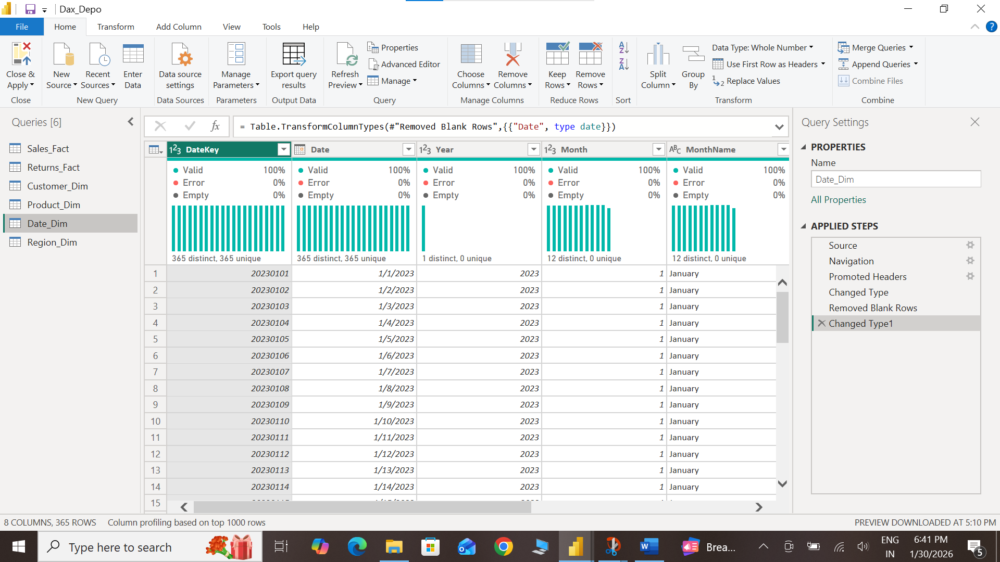 Dax_Depo
File Home Transform Add Column View Tools Help
Close & Apply
New Source
Recent Sources
Enter Data
Data source settings
Manage Parameters
Export query results
Refresh Preview
Properties
Advanced Editor
Manage
Choose Columns
Remove Columns
Keep Rows
Remove Rows
Split Column
Group By
Data Type: Whole Number
Use First Row as Headers
Replace Values
Merge Queries
Append Queries
Combine Files
Close New Query Data Sources Parameters Output Data Query Manage Columns Reduce Rows Sort Transform Combine
Queries [6]
Sales_Fact
Returns_Fact
Customer_Dim
Product_Dim
Date_Dim
Region_Dim
fx = Table.TransformColumnTypes(#"Removed Blank Rows",{{"Date", type date}})
DateKey Date Year Month MonthName
Valid 100% Valid 100% Valid 100% Valid 100% Valid 100%
Error 0% Error 0% Error 0% Error 0% Error 0%
Empty 0% Empty 0% Empty 0% Empty 0% Empty 0%
365 distinct, 365 unique 365 distinct, 365 unique 1 distinct, 0 unique 12 distinct, 0 unique 12 distinct, 0 unique
1 20230101 1/1/2023 2023 1 January
2 20230102 1/2/2023 2023 1 January
3 20230103 1/3/2023 2023 1 January
4 20230104 1/4/2023 2023 1 January
5 20230105 1/5/2023 2023 1 January
6 20230106 1/6/2023 2023 1 January
7 20230107 1/7/2023 2023 1 January
8 20230108 1/8/2023 2023 1 January
9 20230109 1/9/2023 2023 1 January
10 20230110 1/10/2023 2023 1 January
11 20230111 1/11/2023 2023 1 January
12 20230112 1/12/2023 2023 1 January
13 20230113 1/13/2023 2023 1 January
14 20230114 1/14/2023 2023 1 January
15
Query Settings
PROPERTIES
Name
Date_Dim
All Properties
APPLIED STEPS
Source
Navigation
Promoted Headers
Changed Type
Removed Blank Rows
Changed Type1
8 COLUMNS, 365 ROWS Column profiling based on top 1000 rows
PREVIEW DOWNLOADED AT 5:10 PM
Type here to search
Brea...
ENG
IN
6:41 PM
1/30/2026
5